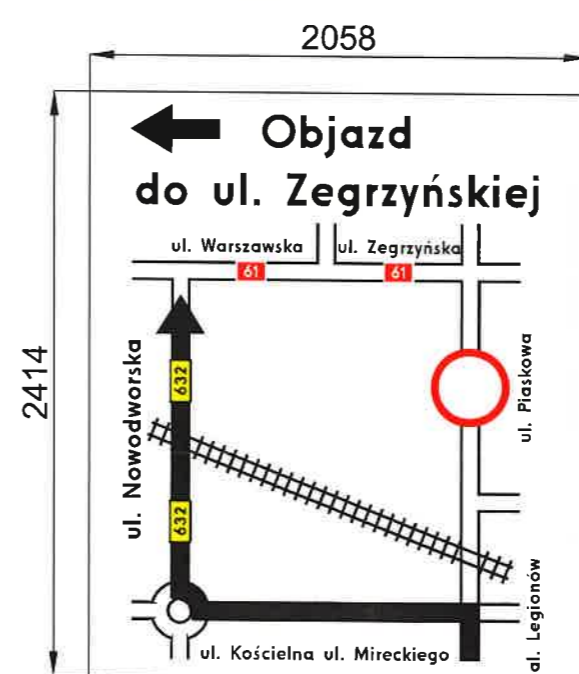 2058
2414
Objazd
do ul. Zegrzyńskiej
ul. Warszawska
ul. Zegrzyńska
61
61
ul. Nowodworska
632
632
ul. Piaskowa
al. Legionów
ul. Kościelna ul. Mireckiego